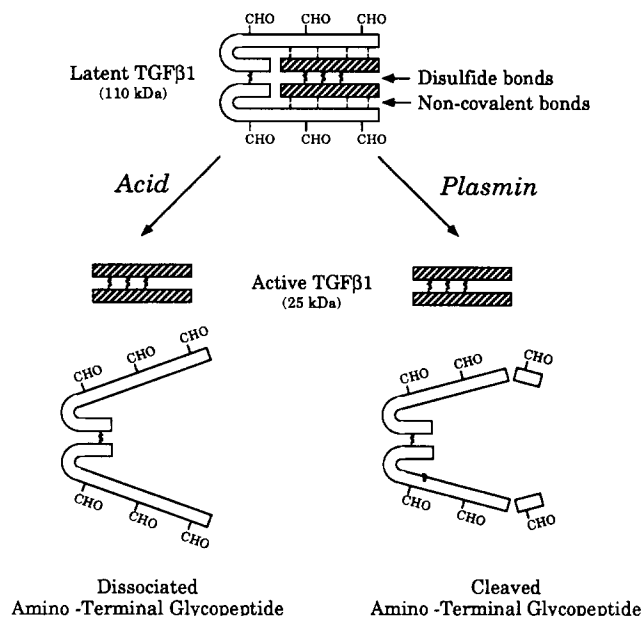 CHO CHO CHO
Latent TGFβ1
(110 kDa)
Disulfide bonds
Non-covalent bonds
CHO CHO CHO
Acid
Plasmin
Active TGFβ1
(25 kDa)
CHO CHO CHO
CHO CHO CHO
CHO CHO CHO
CHO CHO CHO
Dissociated
Amino -Terminal Glycopeptide
Cleaved
Amino -Terminal Glycopeptide